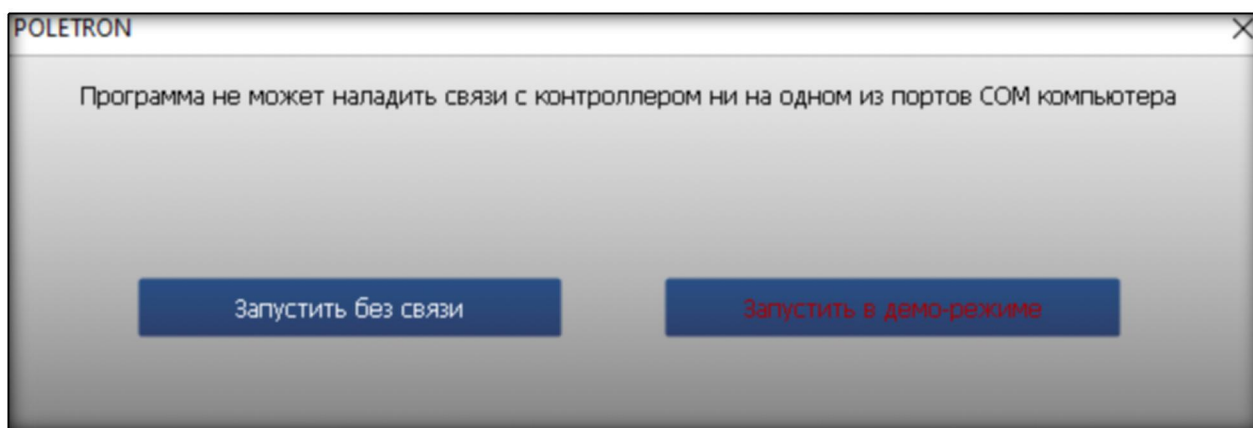 POLETRON
Программа не может наладить связи с контроллером ни на одном из портов COM компьютера
Запустить без связи
Запустить в демо-режиме